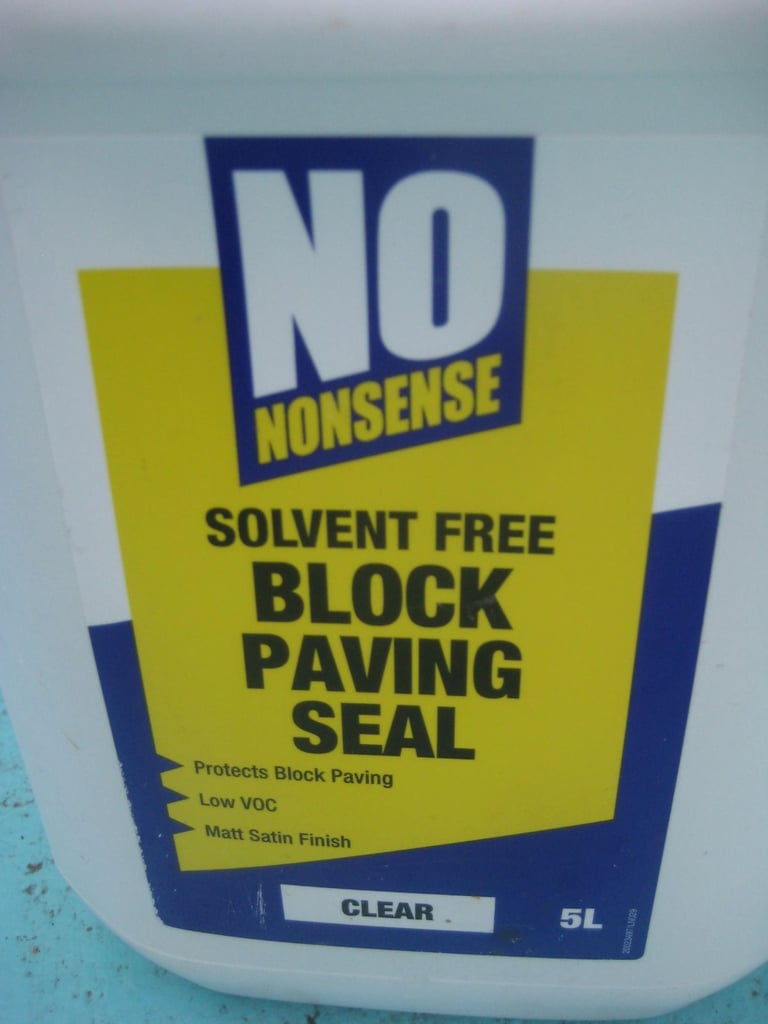 NO
NONSENSE
SOLVENT FREE
BLOCK
PAVING
SEAL
Protects Block Paving
Low VOC
Matt Satin Finish
CLEAR
5L